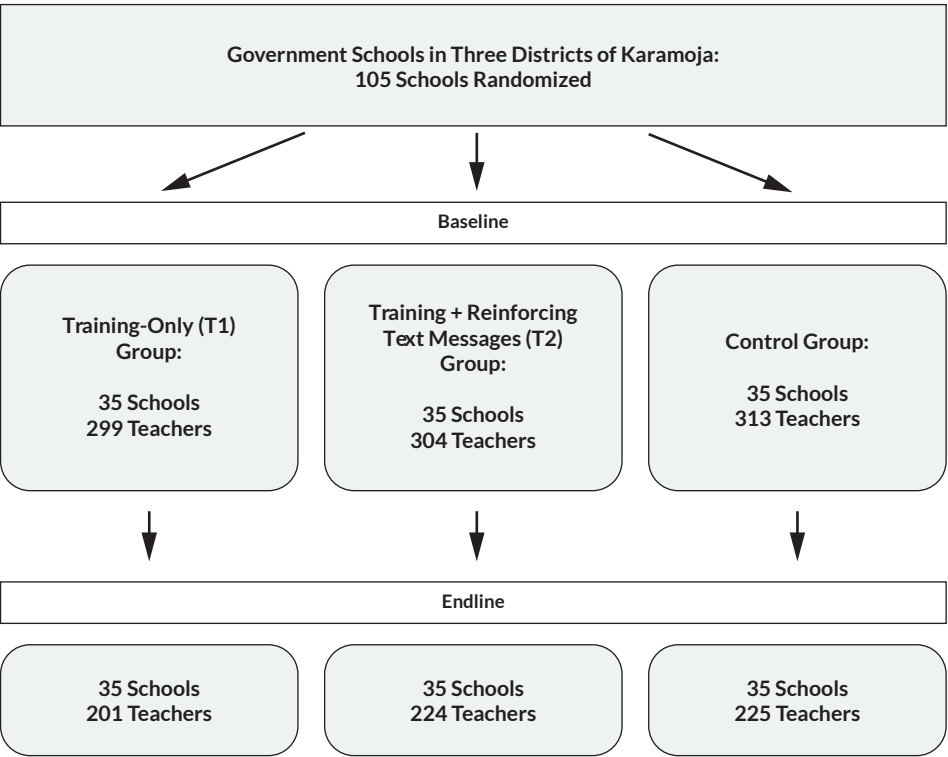 Government Schools in Three Districts of Karamoja:
105 Schools Randomized
Baseline
Training-Only (T1)
Group:
35 Schools
299 Teachers
Training + Reinforcing
Text Messages (T2)
Group:
35 Schools
304 Teachers
Control Group:
35 Schools
313 Teachers
Endline
35 Schools
201 Teachers
35 Schools
224 Teachers
35 Schools
225 Teachers